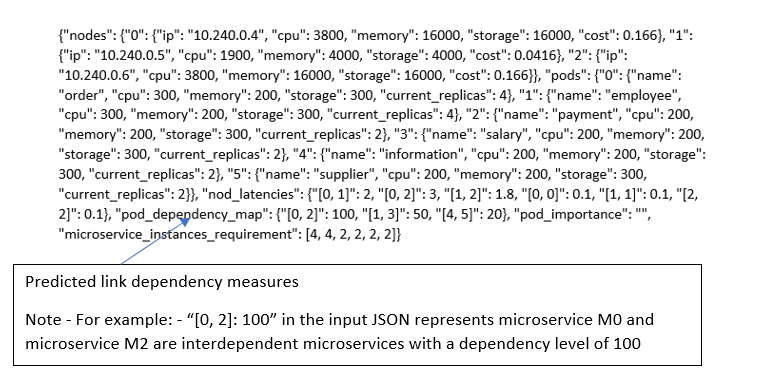 {"nodes": {"0": {"ip": "10.240.0.4", "cpu": 3800, "memory": 16000, "storage": 16000, "cost": 0.166}, "1":
{"ip": "10.240.0.5", "cpu": 1900, "memory": 4000, "storage": 4000, "cost": 0.0416}, "2": {"ip":
"10.240.0.6", "cpu": 3800, "memory": 16000, "storage": 16000, "cost": 0.166}}, "pods": {"0": {"name":
"order", "cpu": 300, "memory": 200, "storage": 300, "current_replicas": 4}, "1": {"name": "employee",
"cpu": 300, "memory": 200, "storage": 300, "current_replicas": 4}, "2": {"name": "payment", "cpu": 200,
"memory": 200, "storage": 300, "current_replicas": 2}, "3": {"name": "salary", "cpu": 200, "memory": 200,
"storage": 300, "current_replicas": 2}, "4": {"name": "information", "cpu": 200, "memory": 200, "storage":
300, "current_replicas": 2}, "5": {"name": "supplier", "cpu": 200, "memory": 200, "storage": 300,
"current_replicas": 2}}, "nod_latencies": {"[0, 1]": 2, "[0, 2]": 3, "[1, 2]": 1.8, "[0, 0]": 0.1, "[1, 1]": 0.1, "[2,
2]": 0.1}, "pod_dependency_map": {"[0, 2]": 100, "[1, 3]": 50, "[4, 5]": 20}, "pod_importance": "",
"microservice_instances_requirement": [4, 4, 2, 2, 2, 2]}
Predicted link dependency measures
Note - For example: - “[0, 2]: 100” in the input JSON represents microservice M0 and
microservice M2 are interdependent microservices with a dependency level of 100